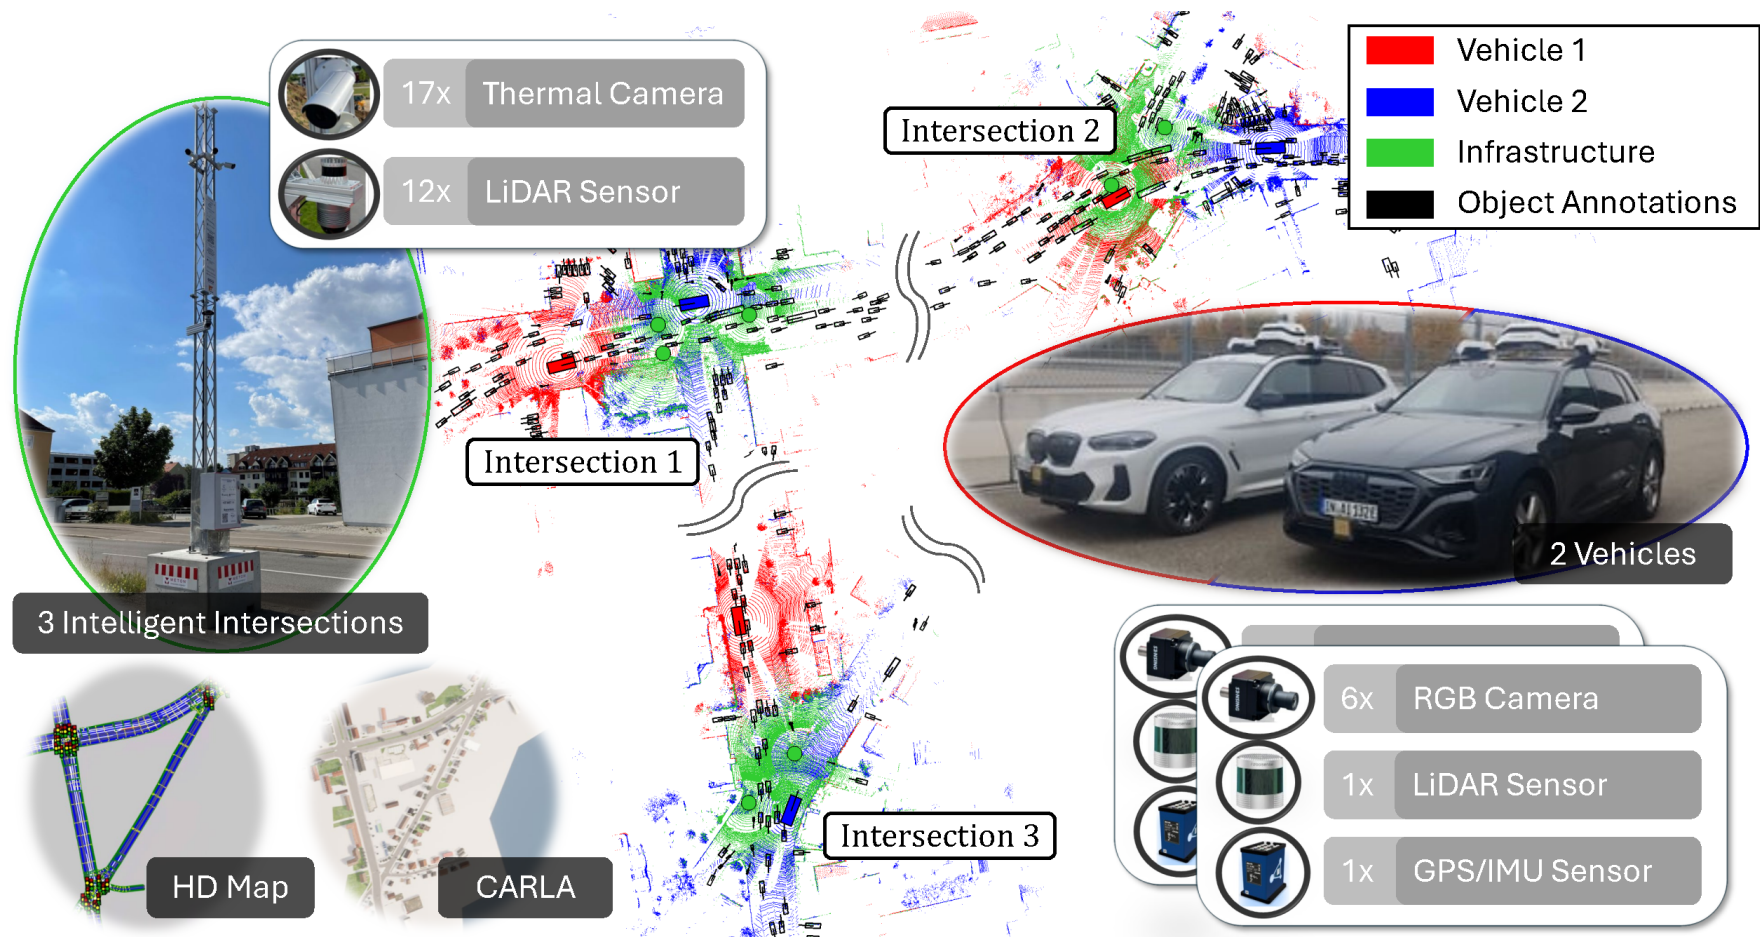 17x Thermal Camera
12x LiDAR Sensor
Intersection 2
Vehicle 1
Vehicle 2
Infrastructure
Object Annotations
Intersection 1
2 Vehicles
3 Intelligent Intersections
6x RGB Camera
1x LiDAR Sensor
1x GPS/IMU Sensor
Intersection 3
HD Map
CARLA